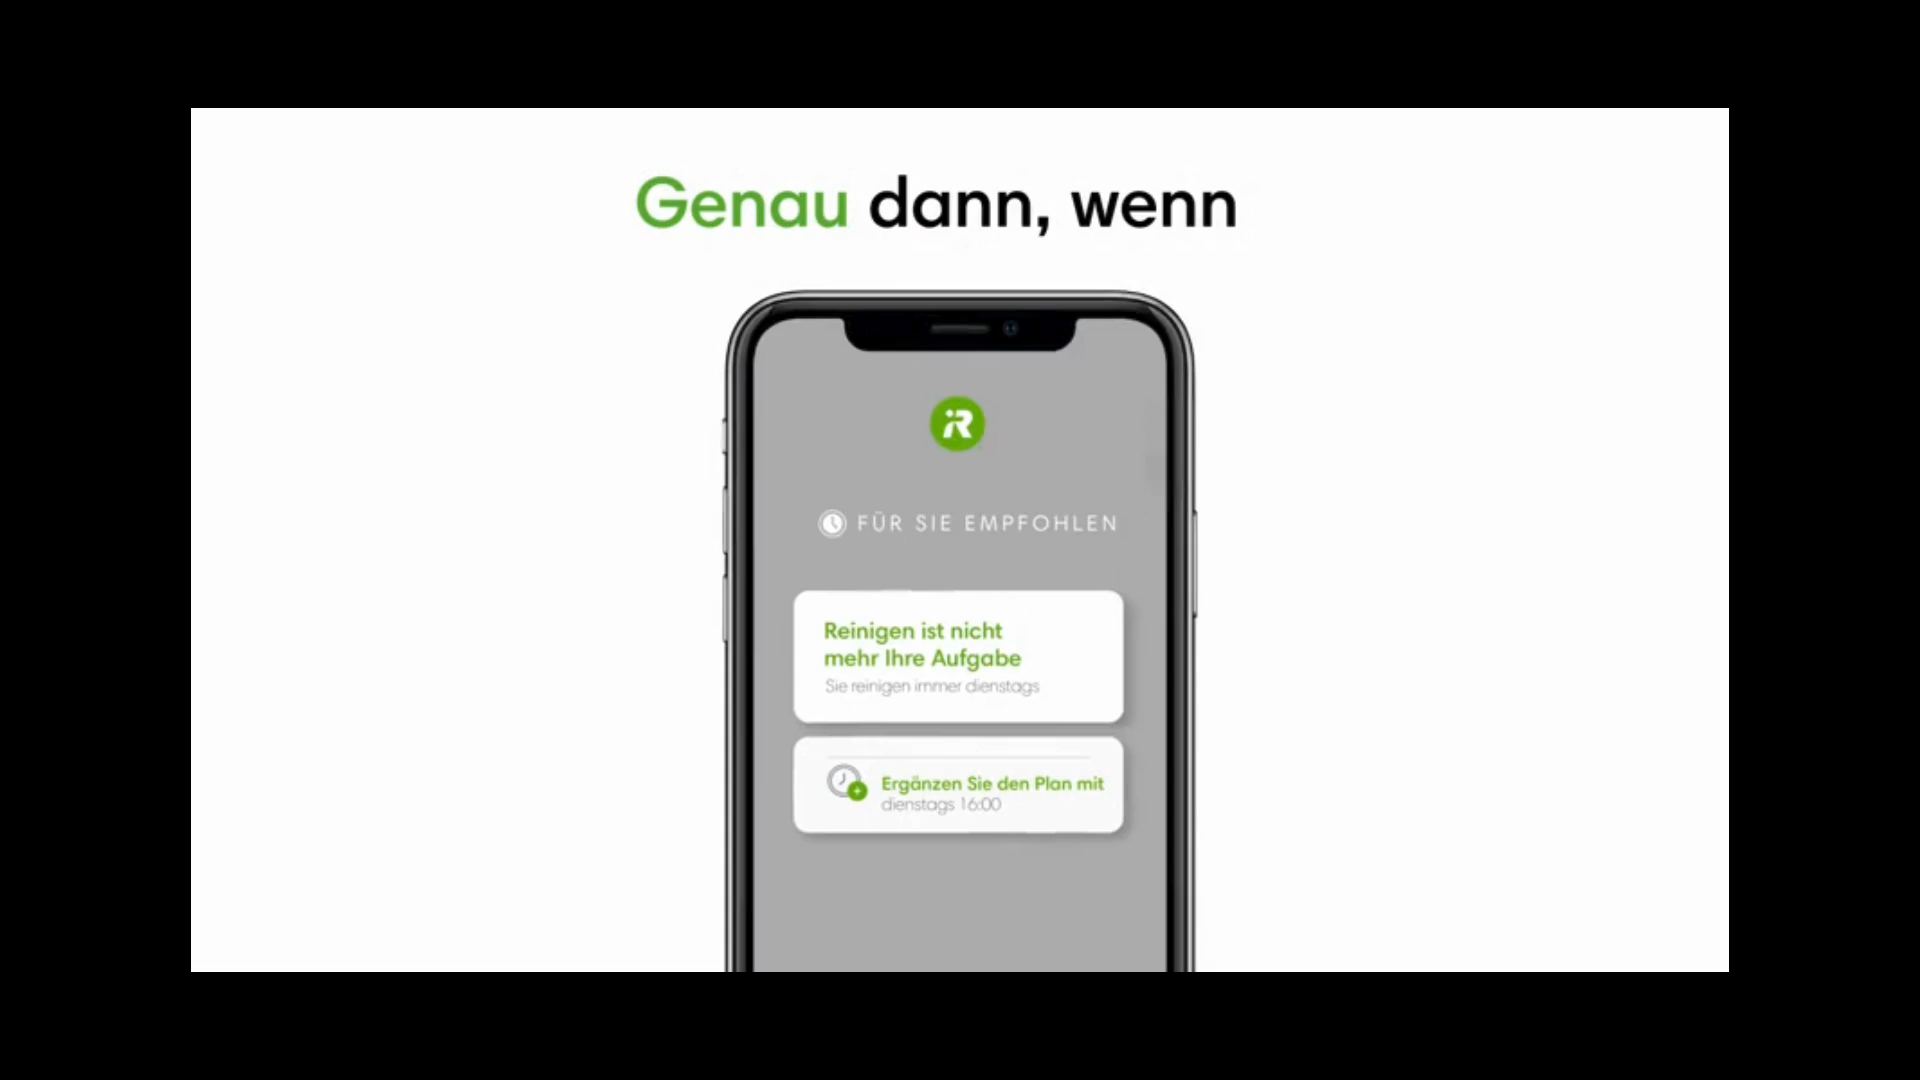 Genau dann, wenn
iR
FÜR SIE EMPFOHLEN
Reinigen ist nicht
mehr Ihre Aufgabe
Sie reinigen immer dienstags
Ergänzen Sie den Plan mit
dienstags 16:00